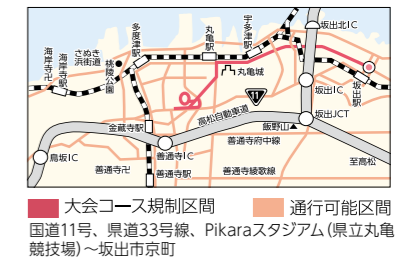 坂出北IC
宇多津駅
丸亀駅
多度津駅
さぬき浜街道
桃陵公園
海岸寺駅
海岸寺卍
丸亀城
坂出駅
坂出IC
11
高松自動車道
坂出JCT
飯野山▲
金蔵寺駅
善通寺府中線
善通寺IC
至高松
鳥坂IC
善通寺卍
善通寺駅
善通寺綾歌線
大会コース規制区間
通行可能区間
国道11号、県道33号線、Pikaraスタジアム(県立丸亀
競技場)〜坂出市京町